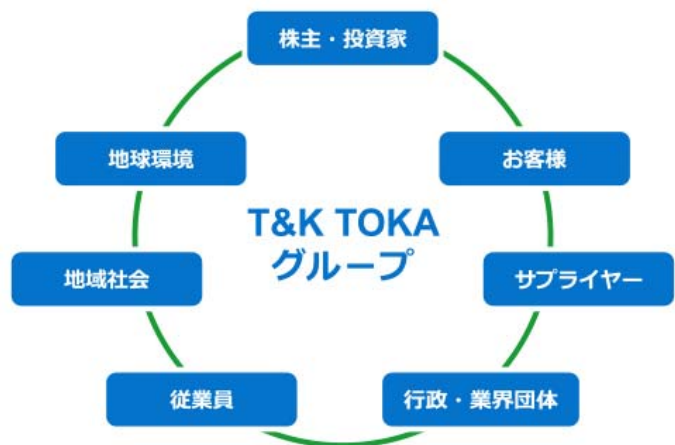 株主・投資家
地球環境
お客様
T&K TOKA
グループ
地域社会
サプライヤー
従業員
行政・業界団体